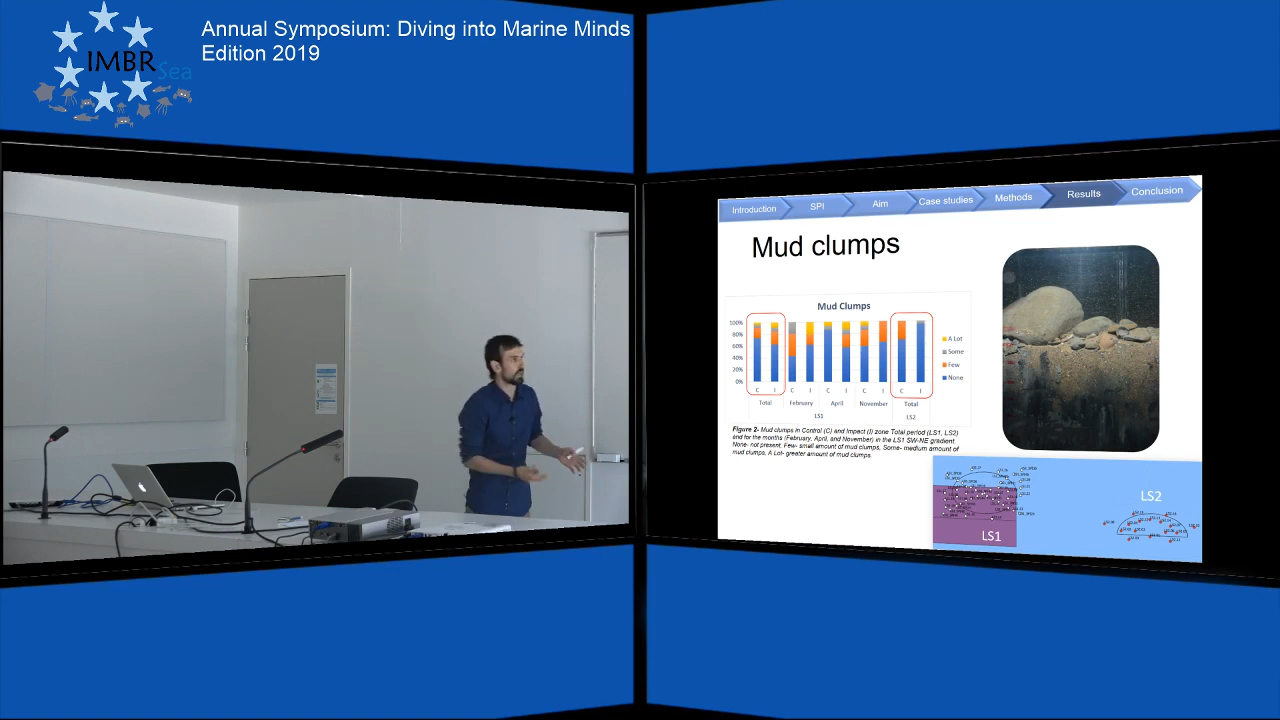 Annual Symposium: Diving into Marine Minds
Edition 2019
IMBRSea
Introduction
SPI
Aim
Case studies
Methods
Results
Conclusion
Mud clumps
Mud Clumps
100%
80%
60%
40%
20%
0%
C I C I C I C I C I
Total February April November Total
LS1 LS2
A Lot
Some
Few
None
Figure 2- Mud clumps in Control (C) and Impact (I) zone Total period (LS1, LS2)
and for the months (February, April, and November) in the LS1 SW-NE gradient.
None- not present, Few- small amount of mud clumps, Some- medium amount of
mud clumps, A Lot- greater amount of mud clumps.
LS1
LS2